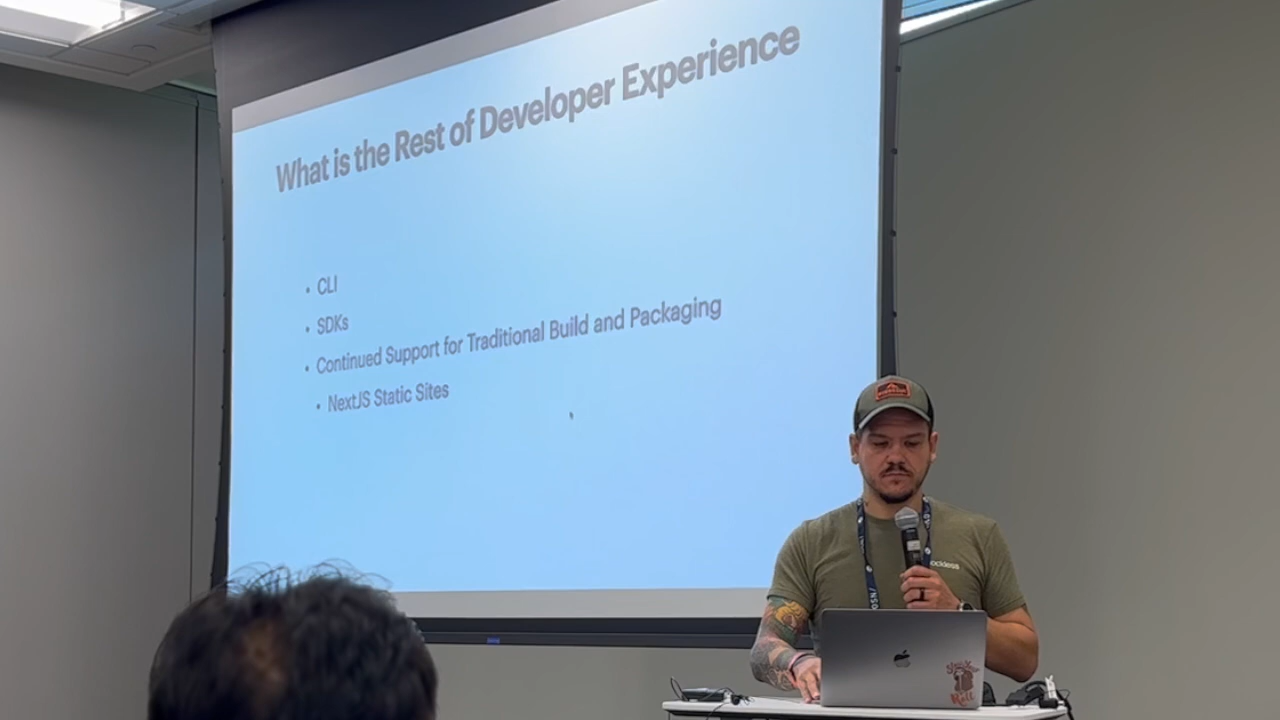 What is the Rest of Developer Experience
• CLI
• SDKs
• Continued Support for Traditional Build and Packaging
• NextJS Static Sites
ockless